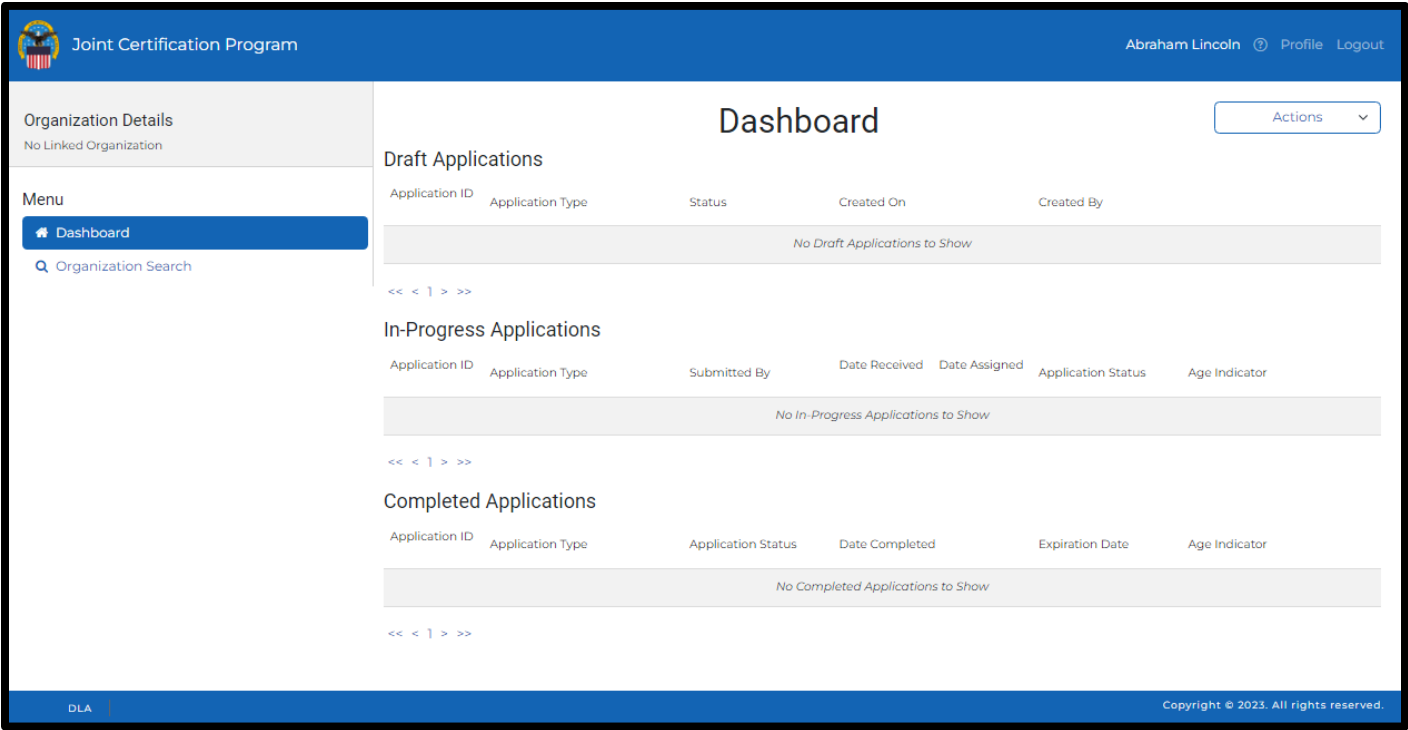 Joint Certification Program
Abraham Lincoln ? Profile Logout
Organization Details
No Linked Organization
Menu
Dashboard
Organization Search
Dashboard
Actions
Draft Applications
Application ID Application Type Status Created On Created By
No Draft Applications to Show
<< < 1 > >>
In-Progress Applications
Application ID Application Type Submitted By Date Received Date Assigned Application Status Age Indicator
No In-Progress Applications to Show
<< < 1 > >>
Completed Applications
Application ID Application Type Application Status Date Completed Expiration Date Age Indicator
No Completed Applications to Show
<< < 1 > >>
DLA
Copyright © 2023. All rights reserved.